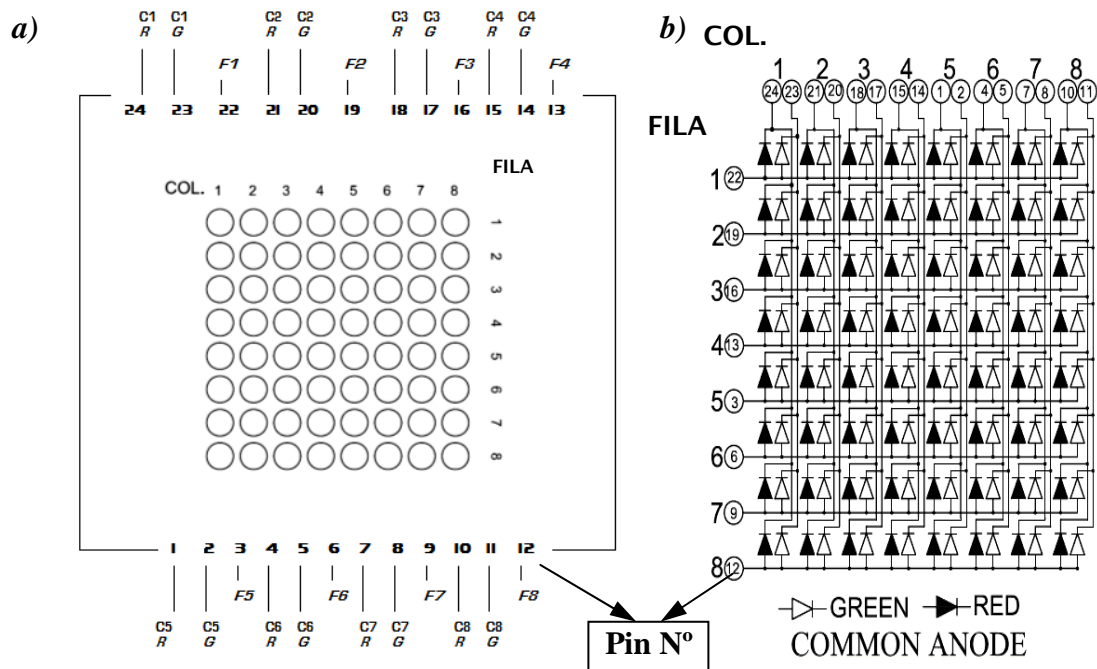 a)
C1 C1 C2 C2 C3 C3 C4 C4
R G R G R G R G
F1 F2 F3 F4
24 23 22 21 20 19 18 17 16 15 14 13
FILA
COL. 1 2 3 4 5 6 7 8
1
2
3
4
5
6
7
8
1 2 3 4 5 6 7 8 9 10 11 12
F5 F6 F7 F8
C5 C5 C6 C6 C7 C7 C8 C8
R G R G R G R G
Pin Nº
b) COL.
1 2 3 4 5 6 7 8
24 23 21 20 18 17 15 14 1 2 4 5 7 8 10 11
FILA
1 22
2 19
3 16
4 13
5 3
6 6
7 9
8 12
GREEN RED
COMMON ANODE